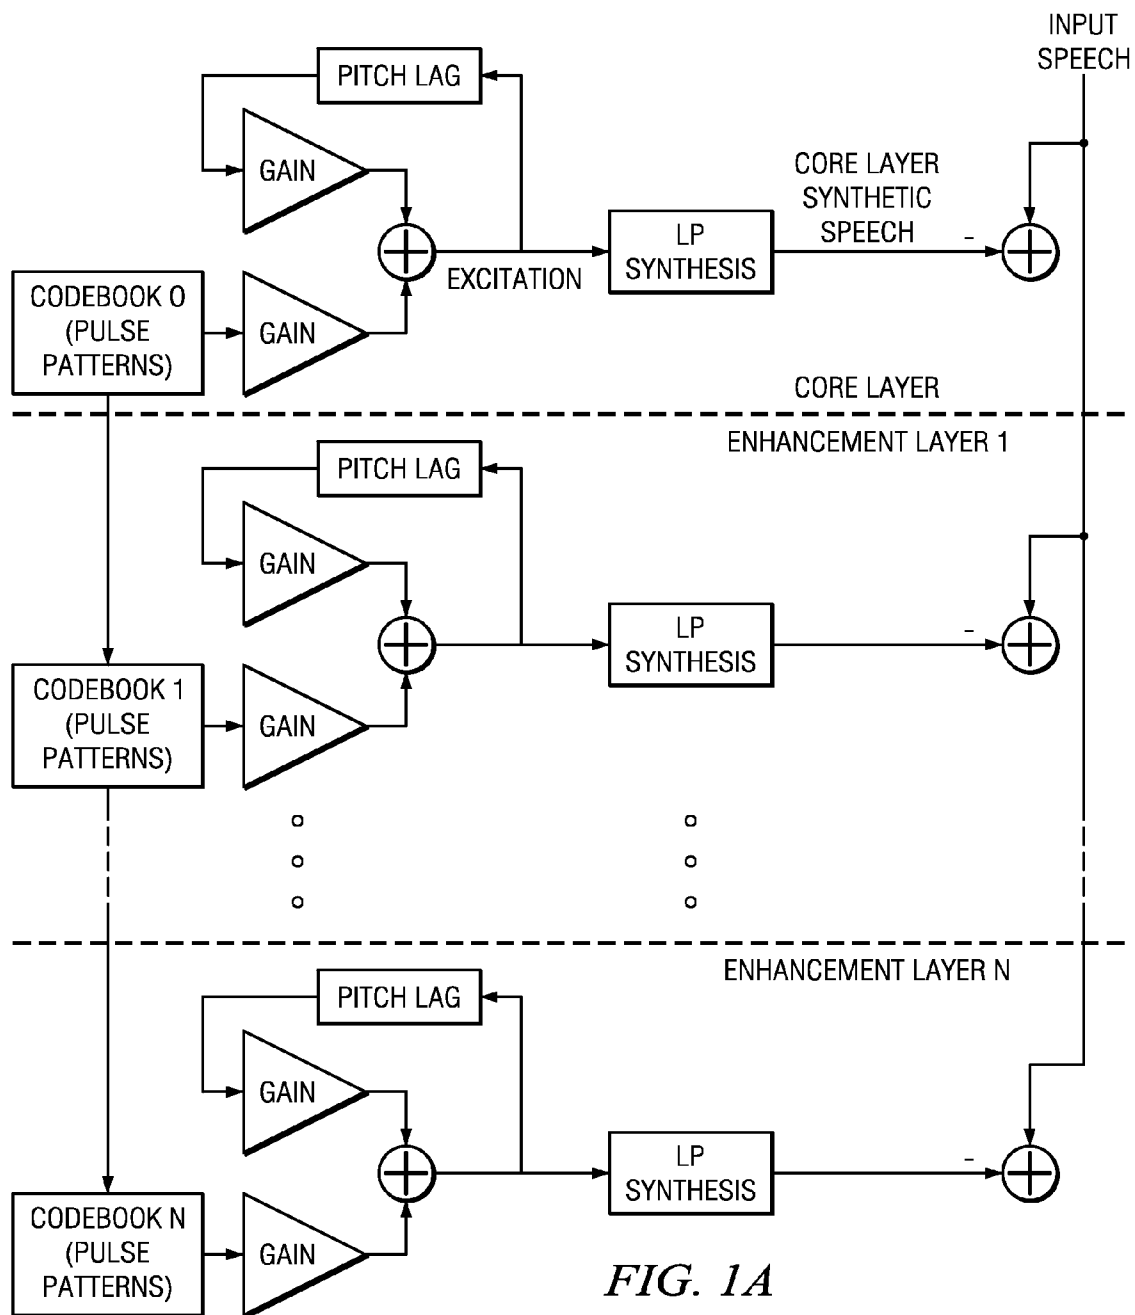 INPUT
SPEECH
PITCH LAG
GAIN
CORE LAYER
SYNTHETIC
SPEECH
-
LP
SYNTHESIS
EXCITATION
CODEBOOK 0
(PULSE
PATTERNS)
GAIN
CORE LAYER
ENHANCEMENT LAYER 1
PITCH LAG
GAIN
LP
SYNTHESIS
-
CODEBOOK 1
(PULSE
PATTERNS)
GAIN
ENHANCEMENT LAYER N
PITCH LAG
GAIN
LP
SYNTHESIS
-
CODEBOOK N
(PULSE
PATTERNS)
GAIN
FIG. 1A